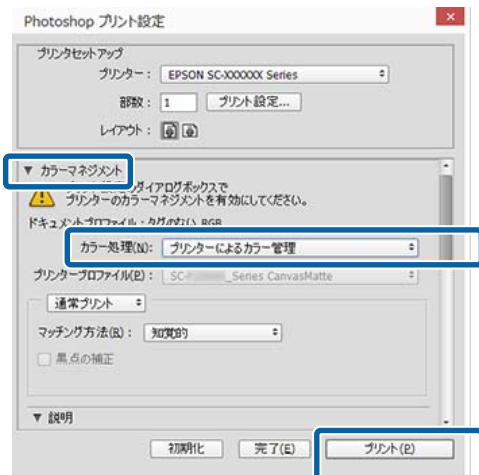 Photoshop プリント設定
プリンタセットアップ
プリンター： EPSON SC-XXXXXX Series
部数： 1 プリント設定...
レイアウト：
▼ カラーマネジメント
ダイアログボックスで
プリンターのカラーマネジメントを有効にしてください。
ドキュメントプロファイル：タグのない RGB
カラー処理(N): プリンターによるカラー管理
プリンタープロファイル(P)： SC- _Series CanvasMatte
通常プリント
マッチング方法(R)： 知覚的
黒点の補正
▼ 説明
初期化 完了(E) プリント(P)